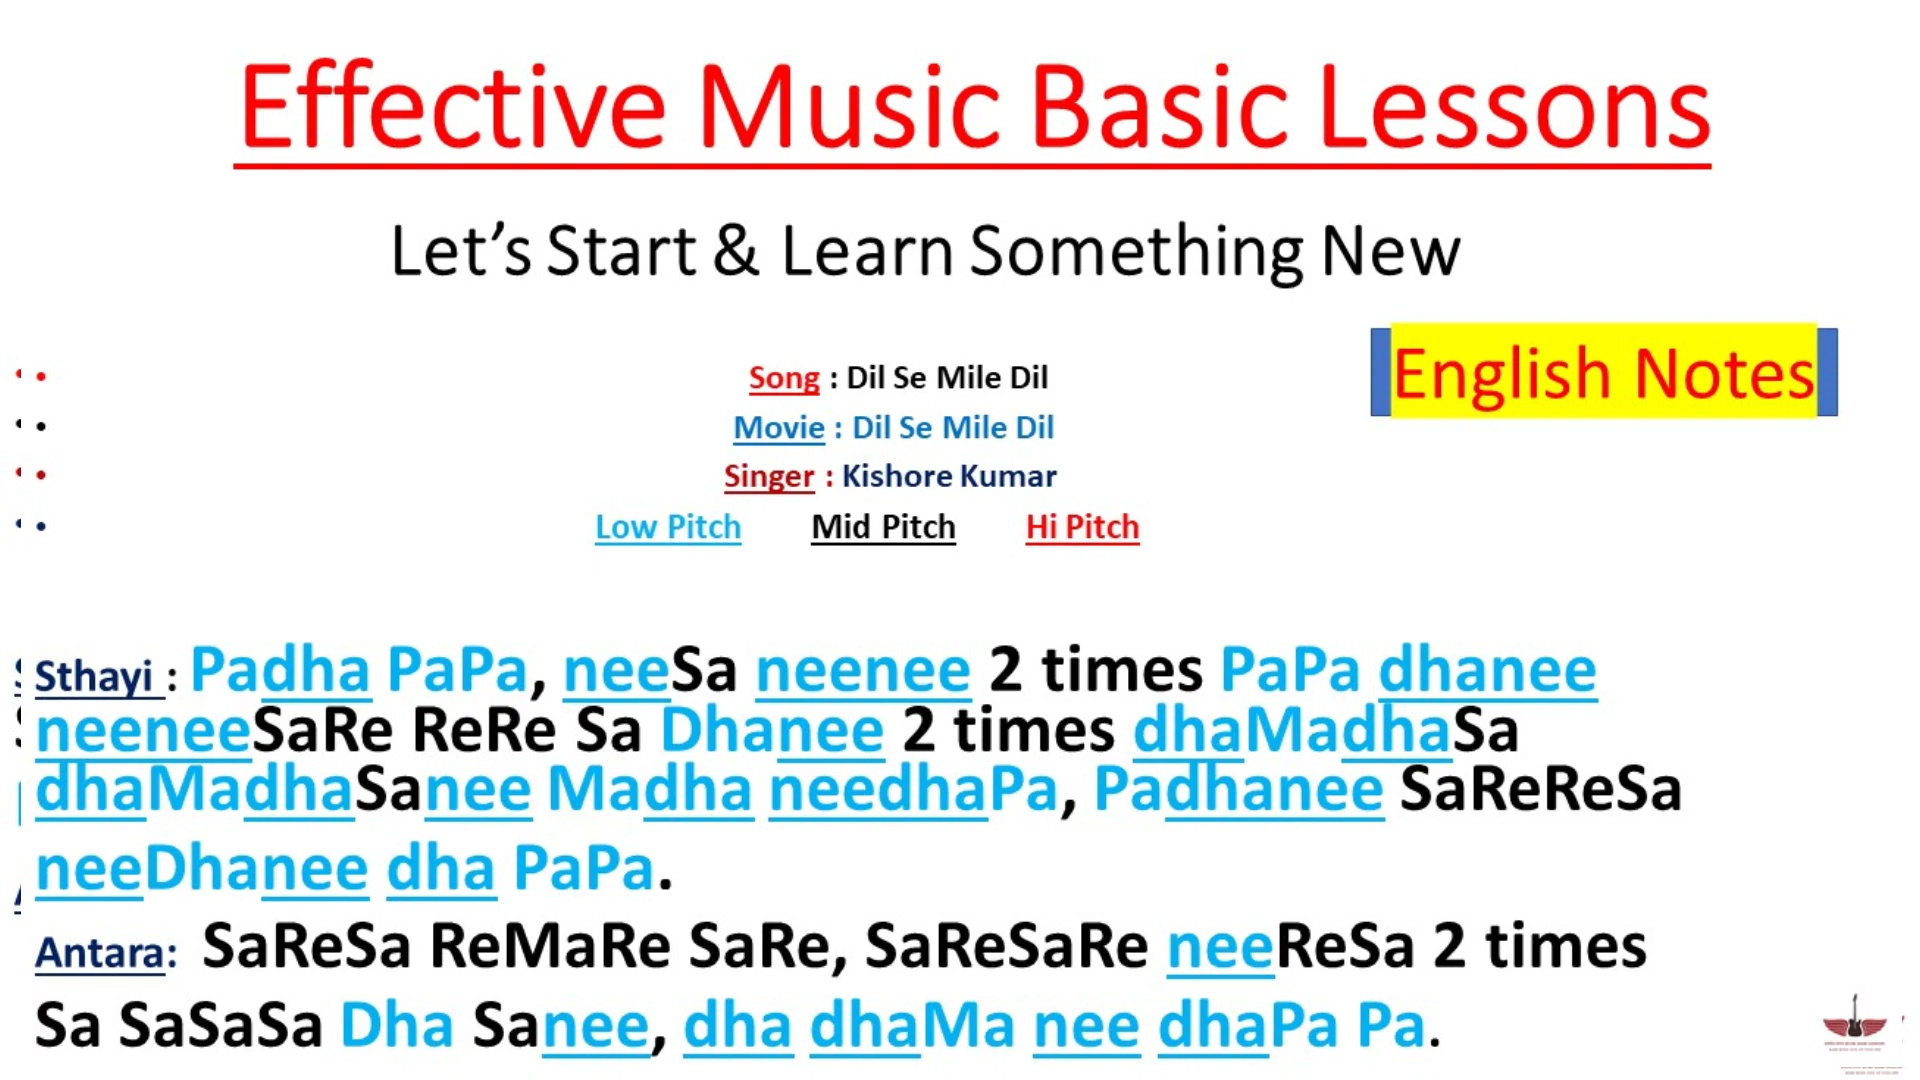 Effective Music Basic Lessons
Let's Start & Learn Something New
English Notes
• Song : Dil Se Mile Dil
• Movie : Dil Se Mile Dil
• Singer : Kishore Kumar
• Low Pitch Mid Pitch Hi Pitch
Sthayi : Padha PaPa, neeSa neenee 2 times PaPa dhanee
neeneeSaRe ReRe Sa Dhanee 2 times dhaMadhaSa
dhaMadhaSanee Madha needhaPa, Padhanee SaReReSa
neeDhanee dha PaPa.
Antara: SaReSa ReMaRe SaRe, SaReSaRe neeReSa 2 times
Sa SaSaSa Dha Sanee, dha dhaMa nee dhaPa Pa.